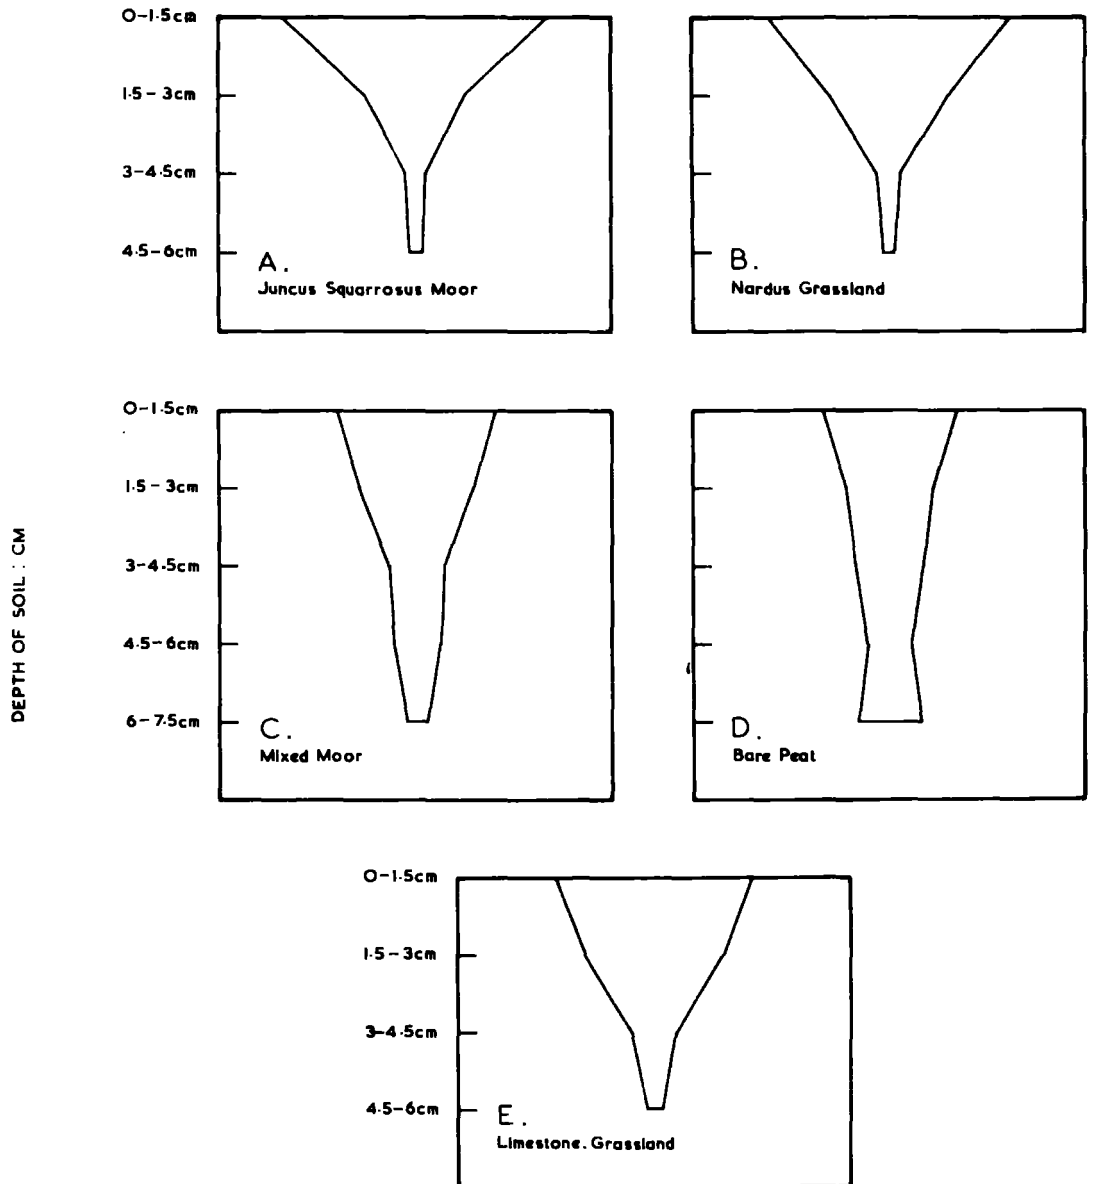 DEPTH OF SOIL : CM
0-1.5cm
1.5-3cm
3-4.5cm
4.5-6cm
A.
Juncus Squarrosus Moor
B.
Nardus Grassland
0-1.5cm
1.5-3cm
3-4.5cm
4.5-6cm
6-7.5cm
C.
Mixed Moor
D.
Bare Peat
0-1.5cm
1.5-3cm
3-4.5cm
4.5-6cm
E.
Limestone.Grassland